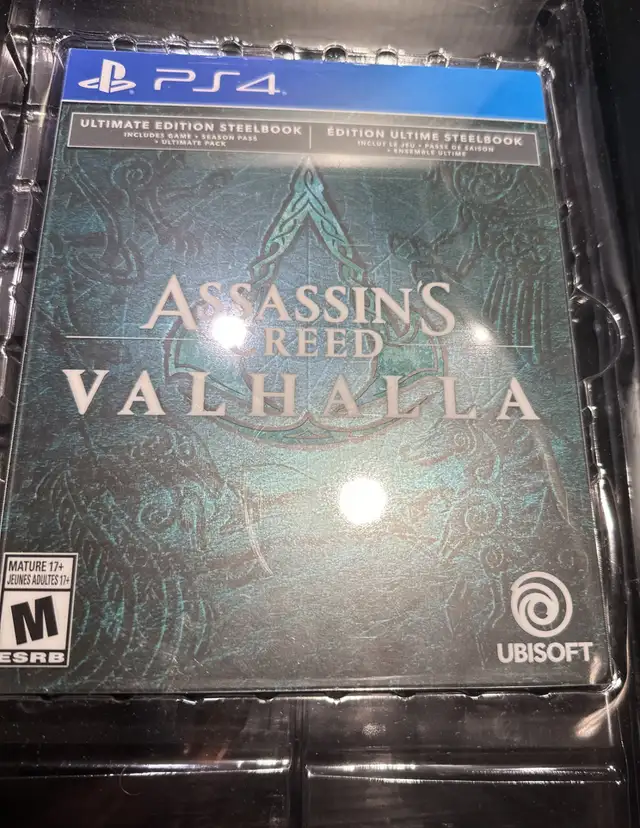 PS4
ULTIMATE EDITION STEELBOOK
INCLUDES GAME • SEASON PASS
• ULTIMATE PACK
ÉDITION ULTIME STEELBOOK
INCLUT LE JEU • PASSE DE SAISON
• ENSEMBLE ULTIME
ASSASSIN'S
CREED
VALHALLA
MATURE 17+
JEUNES ADULTES 17+
M
ESRB
UBISOFT